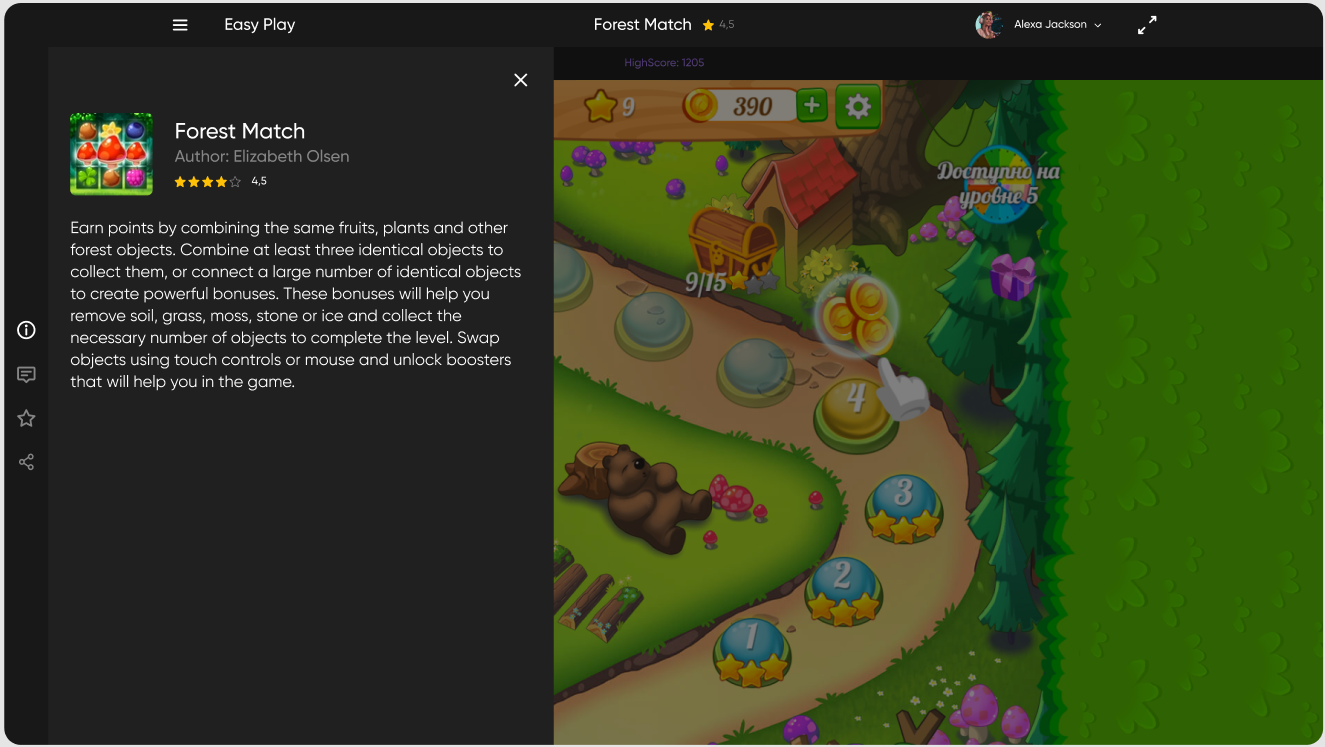 Easy Play
Forest Match 4,5
Alexa Jackson
HighScore: 1205
Forest Match
Author: Elizabeth Olsen
4,5
Earn points by combining the same fruits, plants and other
forest objects. Combine at least three identical objects to
collect them, or connect a large number of identical objects
to create powerful bonuses. These bonuses will help you
remove soil, grass, moss, stone or ice and collect the
necessary number of objects to complete the level. Swap
objects using touch controls or mouse and unlock boosters
that will help you in the game.
9
390
Доступно на
уровне 5
9/15
4
3
2
1